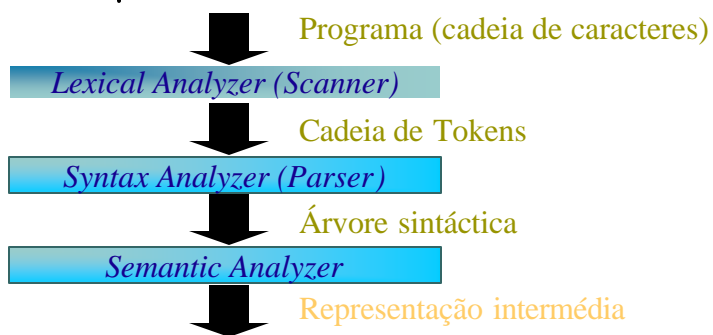 Programa (cadeia de caracteres)
Lexical Analyzer (Scanner)
Cadeia de Tokens
Syntax Analyzer (Parser)
Árvore sintáctica
Semantic Analyzer
Representação intermédia